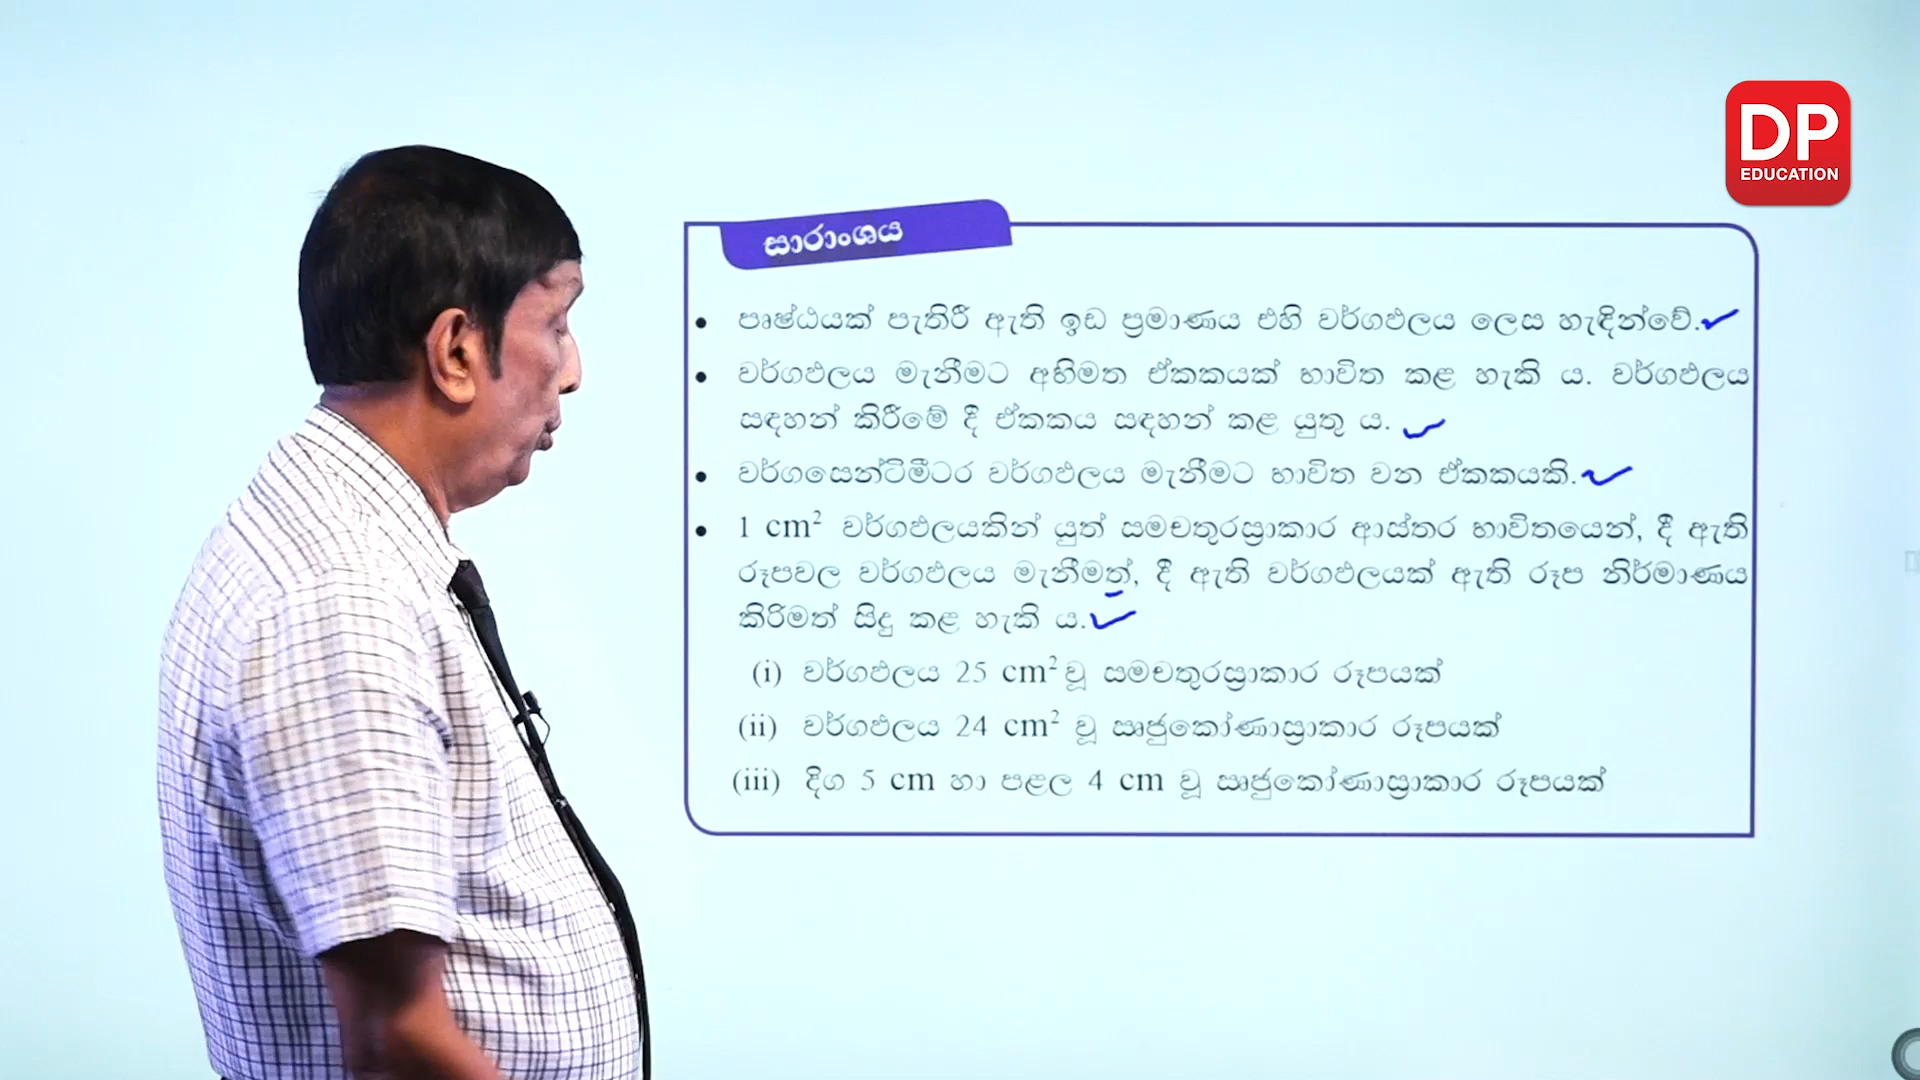 DP
EDUCATION
සාරාංශය
• පෘෂ්ඨයක් පැතිරී ඇති ඉඩ ප්‍රමාණය එහි වර්ගඵලය ලෙස හැඳින්වේ.
• වර්ගඵලය මැනීමට අභිමත ඒකකයක් භාවිත කළ හැකි ය. වර්ගඵලය
සඳහන් කිරීමේ දී ඒකකය සඳහන් කළ යුතු ය.
• වර්ගසෙන්ටිමීටර වර්ගඵලය මැනීමට භාවිත වන ඒකකයකි.
• 1 cm² වර්ගඵලයකින් යුත් සමචතුරස්‍රාකාර ආස්තර භාවිතයෙන්, දී ඇති
රූපවල වර්ගඵලය මැනීමත්, දී ඇති වර්ගඵලයක් ඇති රූප නිර්මාණය
කිරිමත් සිදු කළ හැකි ය.
(i) වර්ගඵලය 25 cm² වූ සමචතුරස්‍රාකාර රූපයක්
(ii) වර්ගඵලය 24 cm² වූ ඍජුකෝණාස්‍රාකාර රූපයක්
(iii) දිග 5 cm හා පළල 4 cm වූ ඍජුකෝණාස්‍රාකාර රූපයක්